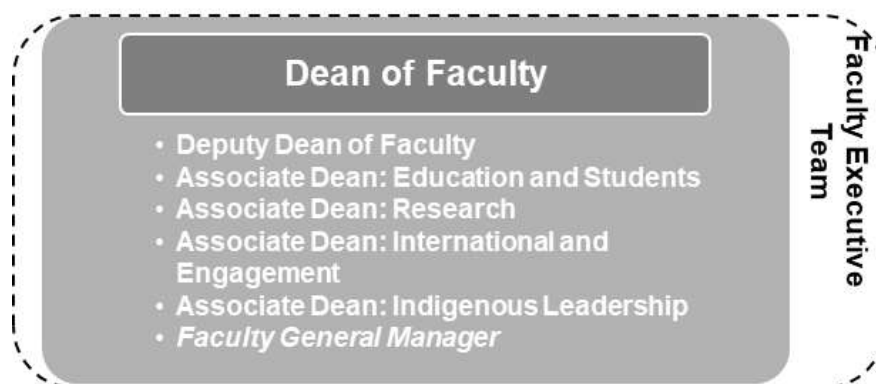 Dean of Faculty
• Deputy Dean of Faculty
• Associate Dean: Education and Students
• Associate Dean: Research
• Associate Dean: International and
Engagement
• Associate Dean: Indigenous Leadership
• Faculty General Manager
Faculty Executive
Team